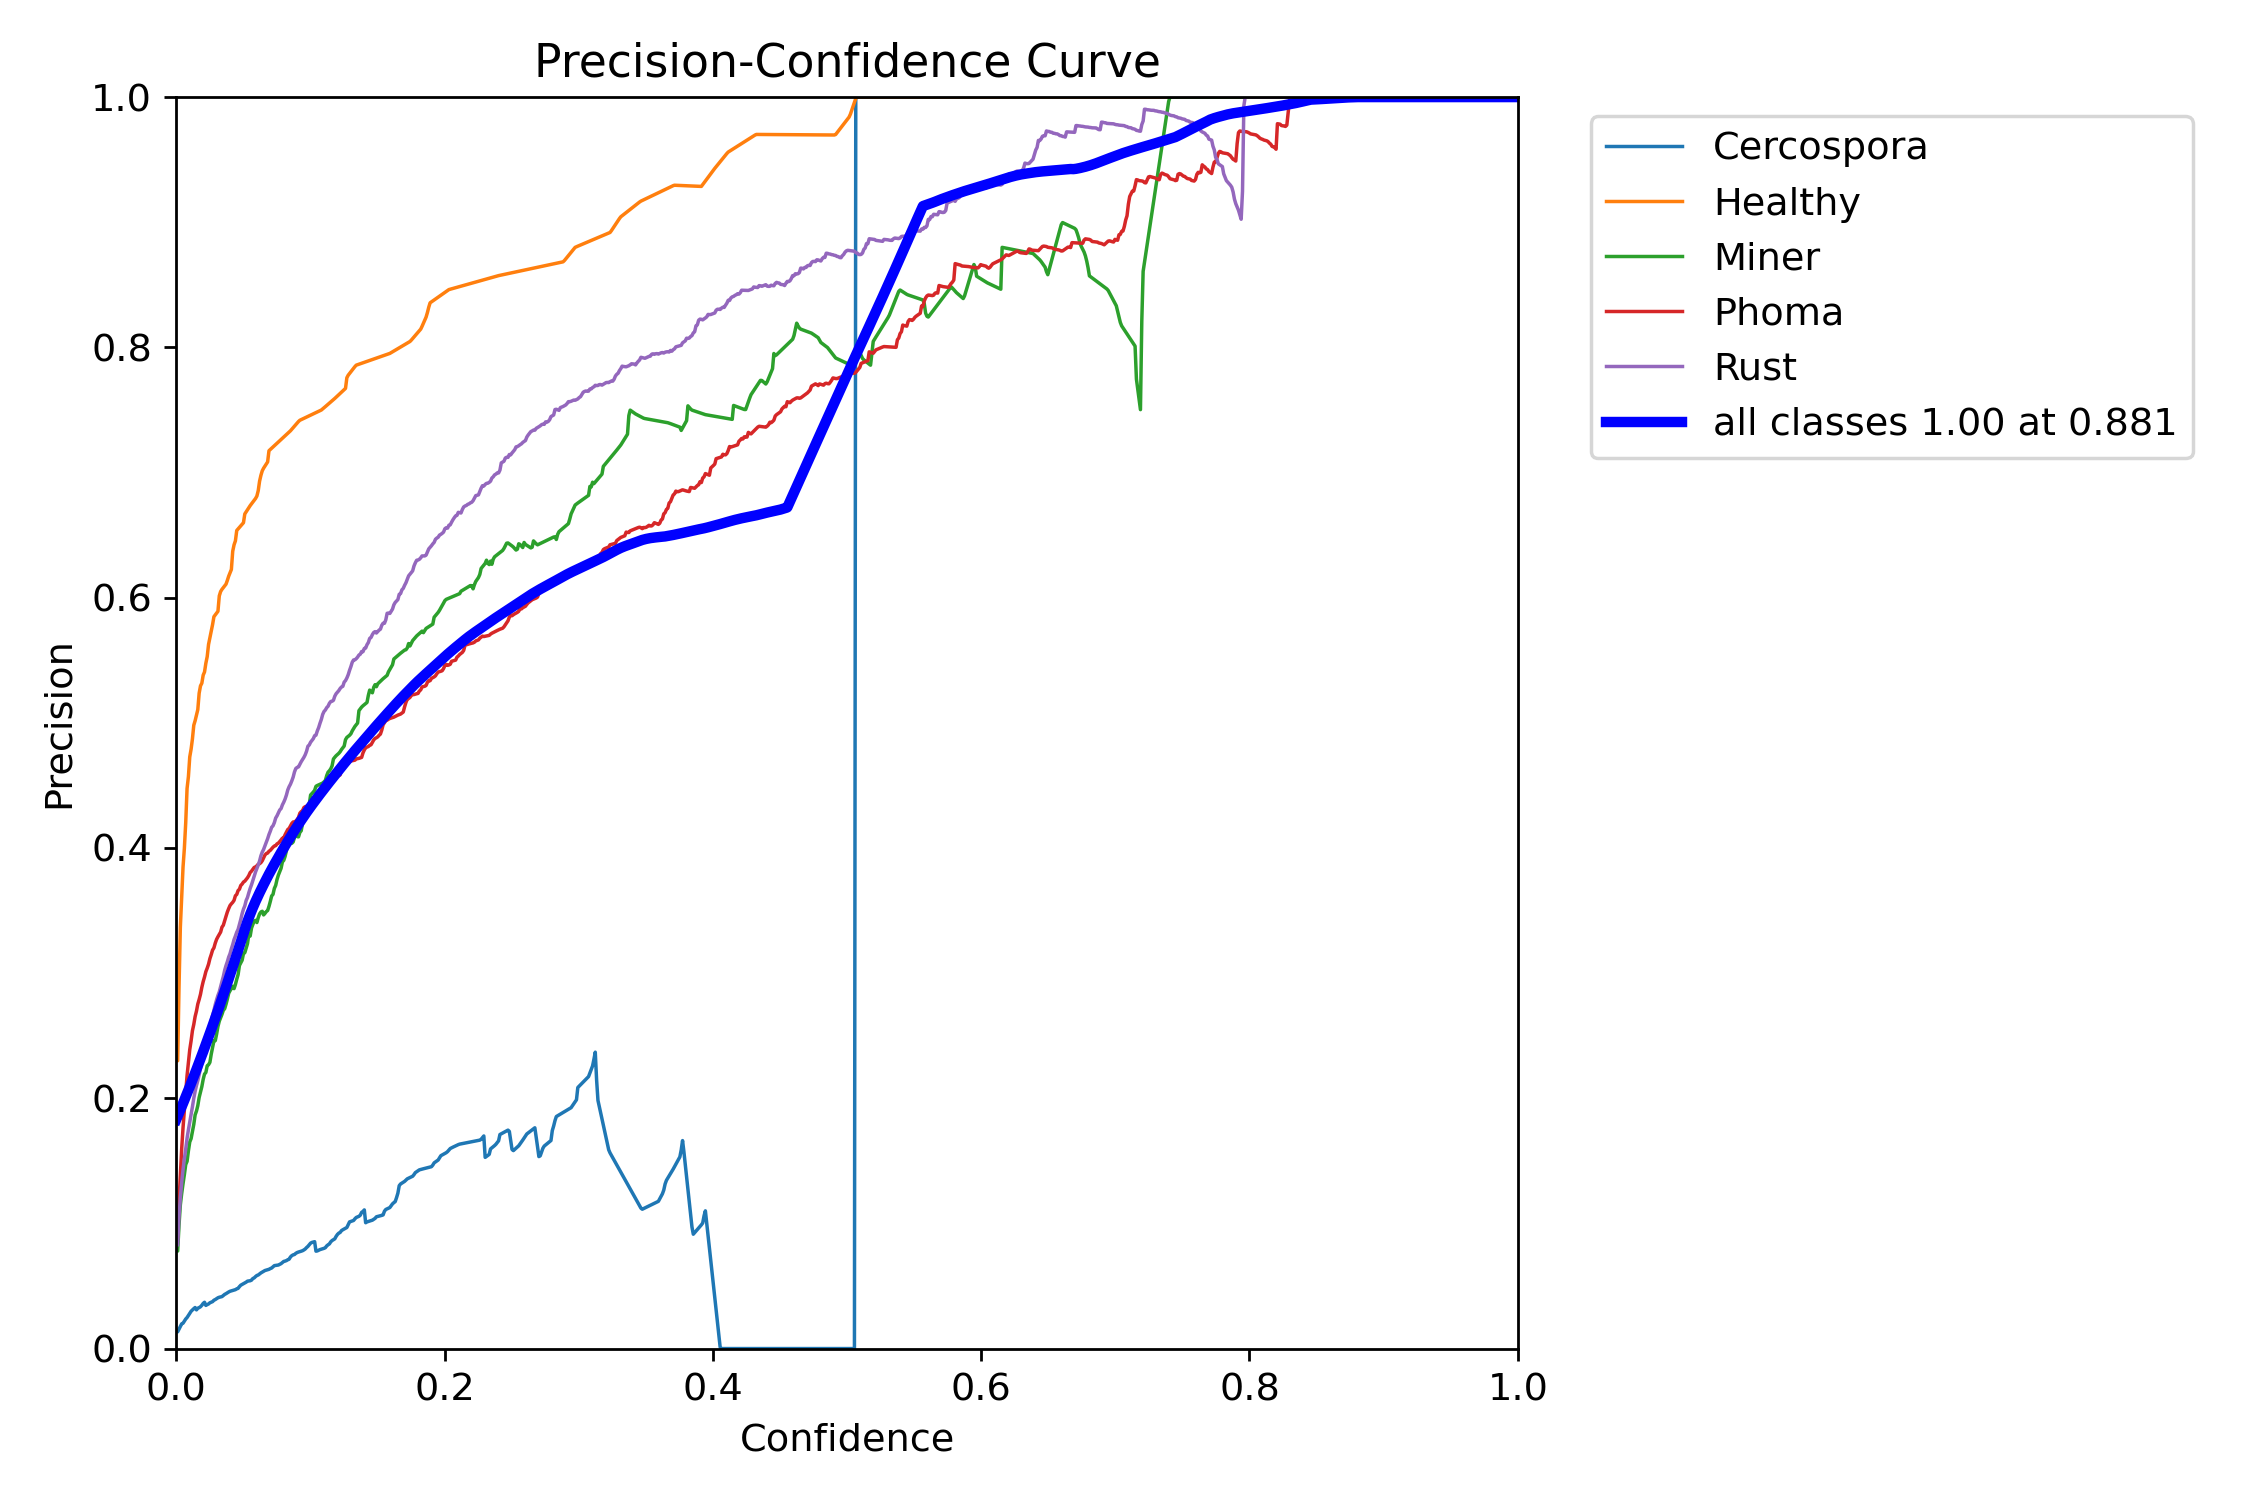 Precision-Confidence Curve
1.0
0.8
0.6
0.4
0.2
0.0
Precision
0.0 0.2 0.4 0.6 0.8 1.0
Confidence
Cercospora
Healthy
Miner
Phoma
Rust
all classes 1.00 at 0.881